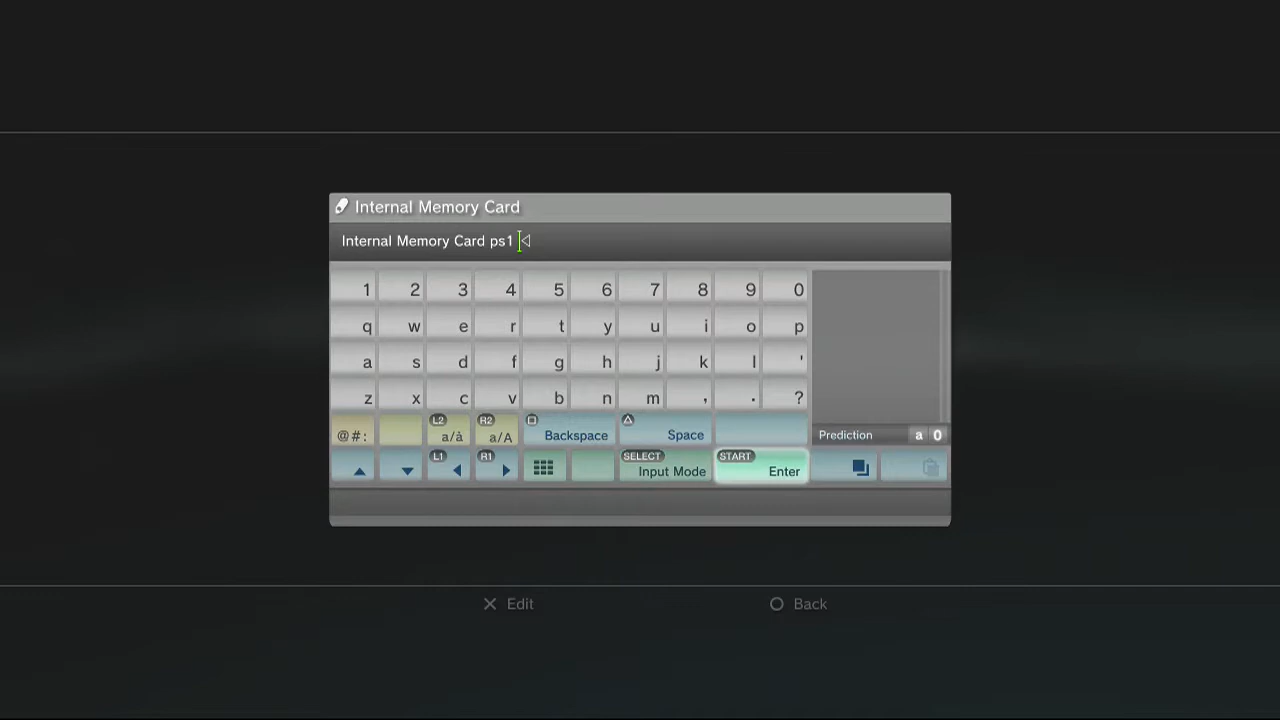 Internal Memory Card
Internal Memory Card ps1
1 2 3 4 5 6 7 8 9 0
q w e r t y u i o p
a s d f g h j k l '
z x c v b n m , . ?
@#: L2 a/à R2 a/A Backspace Space Prediction a 0
L1 R1 SELECT Input Mode START Enter
Edit Back